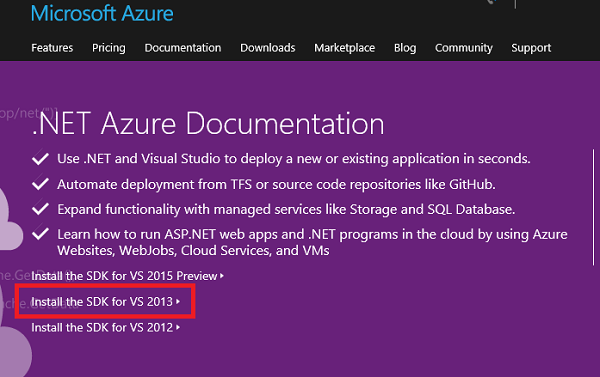 Microsoft Azure
Features Pricing Documentation Downloads Marketplace Blog Community Support
op/net/")]
.NET Azure Documentation
Use .NET and Visual Studio to deploy a new or existing application in seconds.
Automate deployment from TFS or source code repositories like GitHub.
Expand functionality with managed services like Storage and SQL Database.
Learn how to run ASP.NET web apps and .NET programs in the cloud by using Azure
Websites, WebJobs, Cloud Services, and VMs
Install the SDK for VS 2015 Preview
Install the SDK for VS 2013
Install the SDK for VS 2012